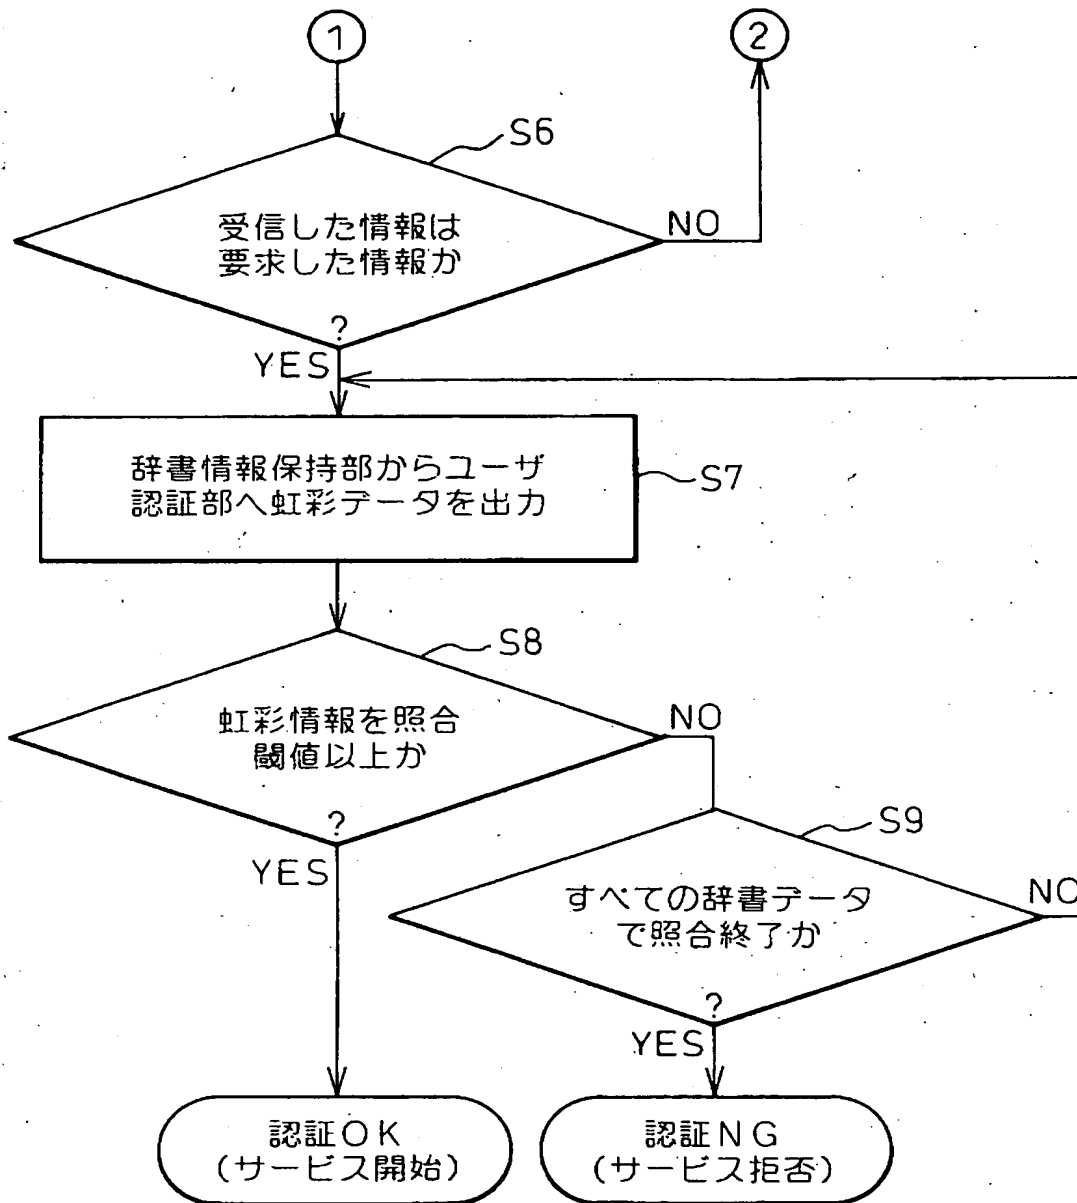 1
2
S6
受信した情報は
要求した情報か
?
NO
YES
辞書情報保持部からユーザ
認証部へ虹彩データを出力
S7
S8
虹彩情報を照合
閾値以上か
?
NO
YES
S9
すべての辞書データ
で照合終了か
?
NO
YES
認証OK
(サービス開始)
認証NG
(サービス拒否)